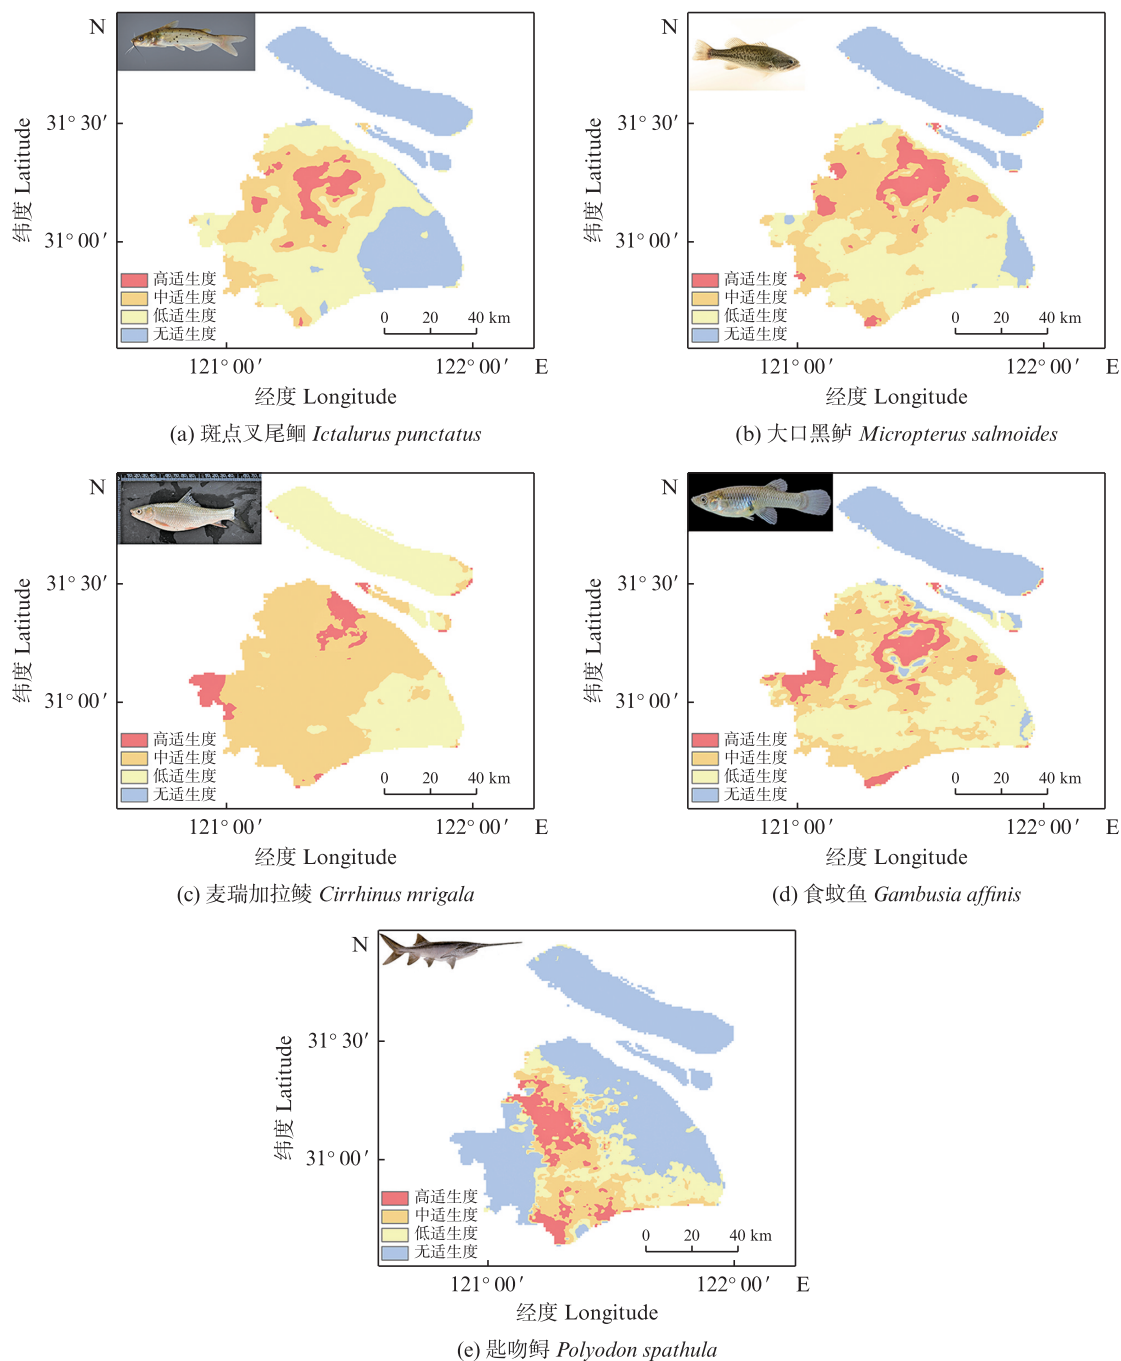 N
31° 30′
31° 00′
纬度 Latitude
高适生度
中适生度
低适生度
无适生度
0 20 40 km
121° 00′ 122° 00′ E
经度 Longitude
(a) 斑点叉尾鮰 Ictalurus punctatus
N
31° 30′
31° 00′
纬度 Latitude
高适生度
中适生度
低适生度
无适生度
0 20 40 km
121° 00′ 122° 00′ E
经度 Longitude
(b) 大口黑鲈 Micropterus salmoides
N
31° 30′
31° 00′
纬度 Latitude
高适生度
中适生度
低适生度
无适生度
0 20 40 km
121° 00′ 122° 00′ E
经度 Longitude
(c) 麦瑞加拉鲮 Cirrhinus mrigala
N
31° 30′
31° 00′
纬度 Latitude
高适生度
中适生度
低适生度
无适生度
0 20 40 km
121° 00′ 122° 00′ E
经度 Longitude
(d) 食蚊鱼 Gambusia affinis
N
31° 30′
31° 00′
纬度 Latitude
高适生度
中适生度
低适生度
无适生度
0 20 40 km
121° 00′ 122° 00′ E
经度 Longitude
(e) 匙吻鲟 Polyodon spathula